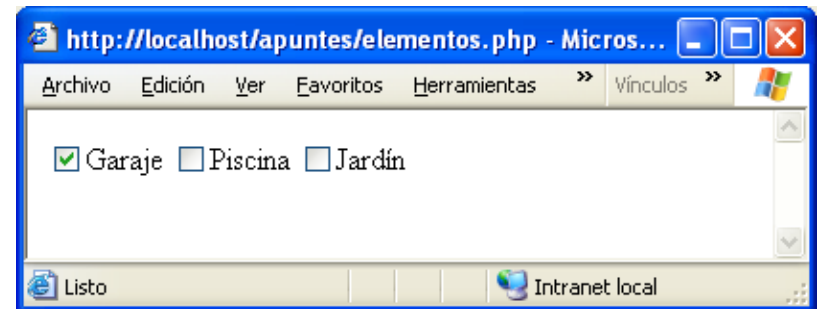 http://localhost/apuntes/elementos.php - Micros...
Archivo Edición Ver Favoritos Herramientas » Vínculos »
Garaje Piscina Jardín
Listo Intranet local